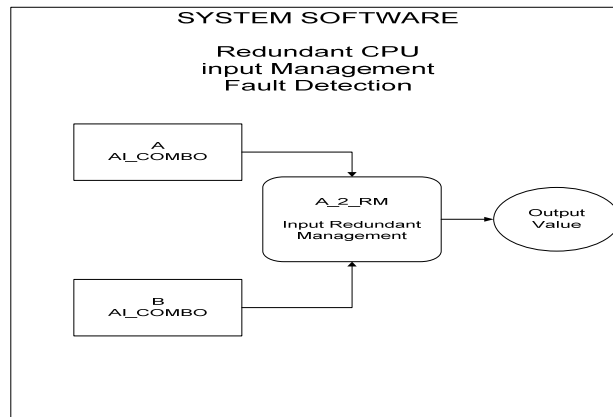 SYSTEM SOFTWARE
Redundant CPU
input Management
Fault Detection
A
AI_COMBO
A_2_RM
Input Redundant
Management
Output
Value
B
AI_COMBO